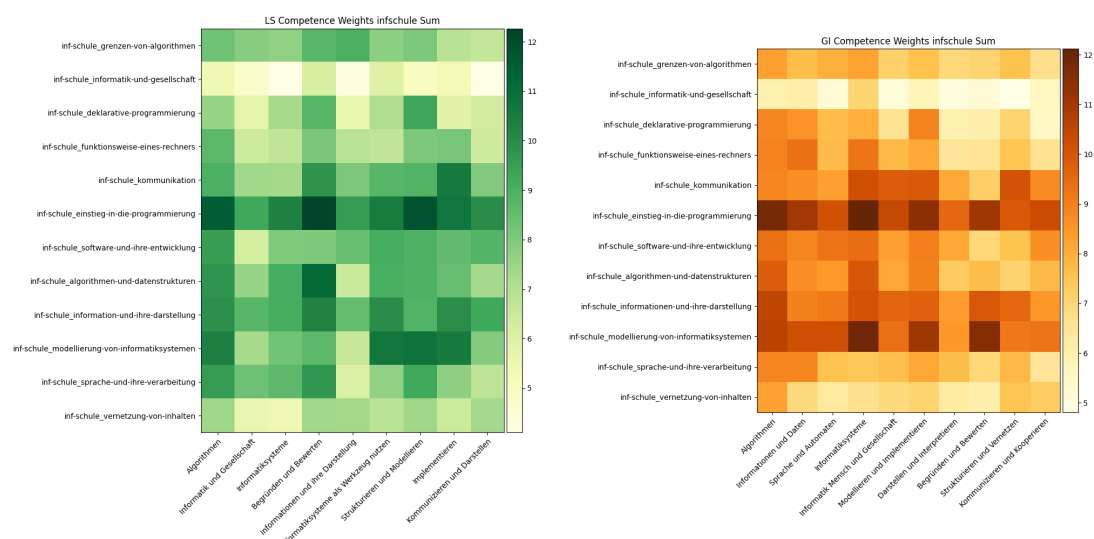 LS Competence Weights infschule Sum
inf-schule_grenzen-von-algorithmen
inf-schule_informatik-und-gesellschaft
inf-schule_deklarative-programmierung
inf-schule_funktionsweise-eines-rechners
inf-schule_kommunikation
inf-schule_einstieg-in-die-programmierung
inf-schule_software-und-ihre-entwicklung
inf-schule_algorithmen-und-datenstrukturen
inf-schule_information-und-ihre-darstellung
inf-schule_modellierung-von-informatiksystemen
inf-schule_sprache-und-ihre-verarbeitung
inf-schule_vernetzung-von-inhalten
Algorithmen
Informatik und Gesellschaft
Informatiksysteme
Begründen und Bewerten
Informationen und ihre Darstellung
ormatiksysteme als Werkzeug nutzen
Strukturieren und Modellieren
Implementieren
Kommunizieren und Darstellen
12
11
10
9
8
7
6
5
GI Competence Weights infschule Sum
inf-schule_grenzen-von-algorithmen
inf-schule_informatik-und-gesellschaft
inf-schule_deklarative-programmierung
inf-schule_funktionsweise-eines-rechners
inf-schule_kommunikation
inf-schule_einstieg-in-die-programmierung
inf-schule_software-und-ihre-entwicklung
inf-schule_algorithmen-und-datenstrukturen
inf-schule_informationen-und-ihre-darstellung
inf-schule_modellierung-von-informatiksystemen
inf-schule_sprache-und-ihre-verarbeitung
inf-schule_vernetzung-von-inhalten
Algorithmen
Informationen und Daten
Sprache und Automaten
Informatiksysteme
Informatik Mensch und Gesellschaft
Modellieren und Implementieren
Darstellen und Interpretieren
Begründen und Bewerten
Strukturieren und Vernetzen
Kommunizieren und Kooperieren
12
11
10
9
8
7
6
5